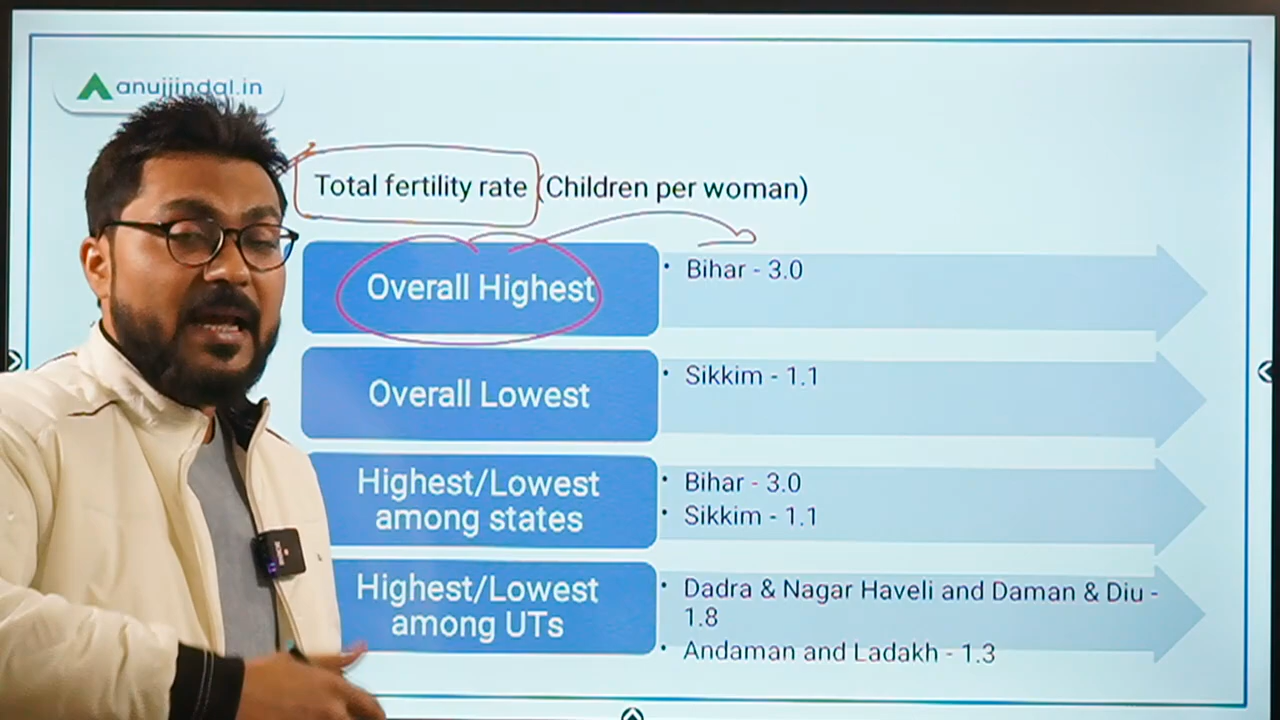 anujjindal.in
Total fertility rate (Children per woman)
Overall Highest
• Bihar - 3.0
Overall Lowest
• Sikkim - 1.1
Highest/Lowest
among states
• Bihar - 3.0
• Sikkim - 1.1
Highest/Lowest
among UTs
• Dadra & Nagar Haveli and Daman & Diu -
1.8
• Andaman and Ladakh - 1.3